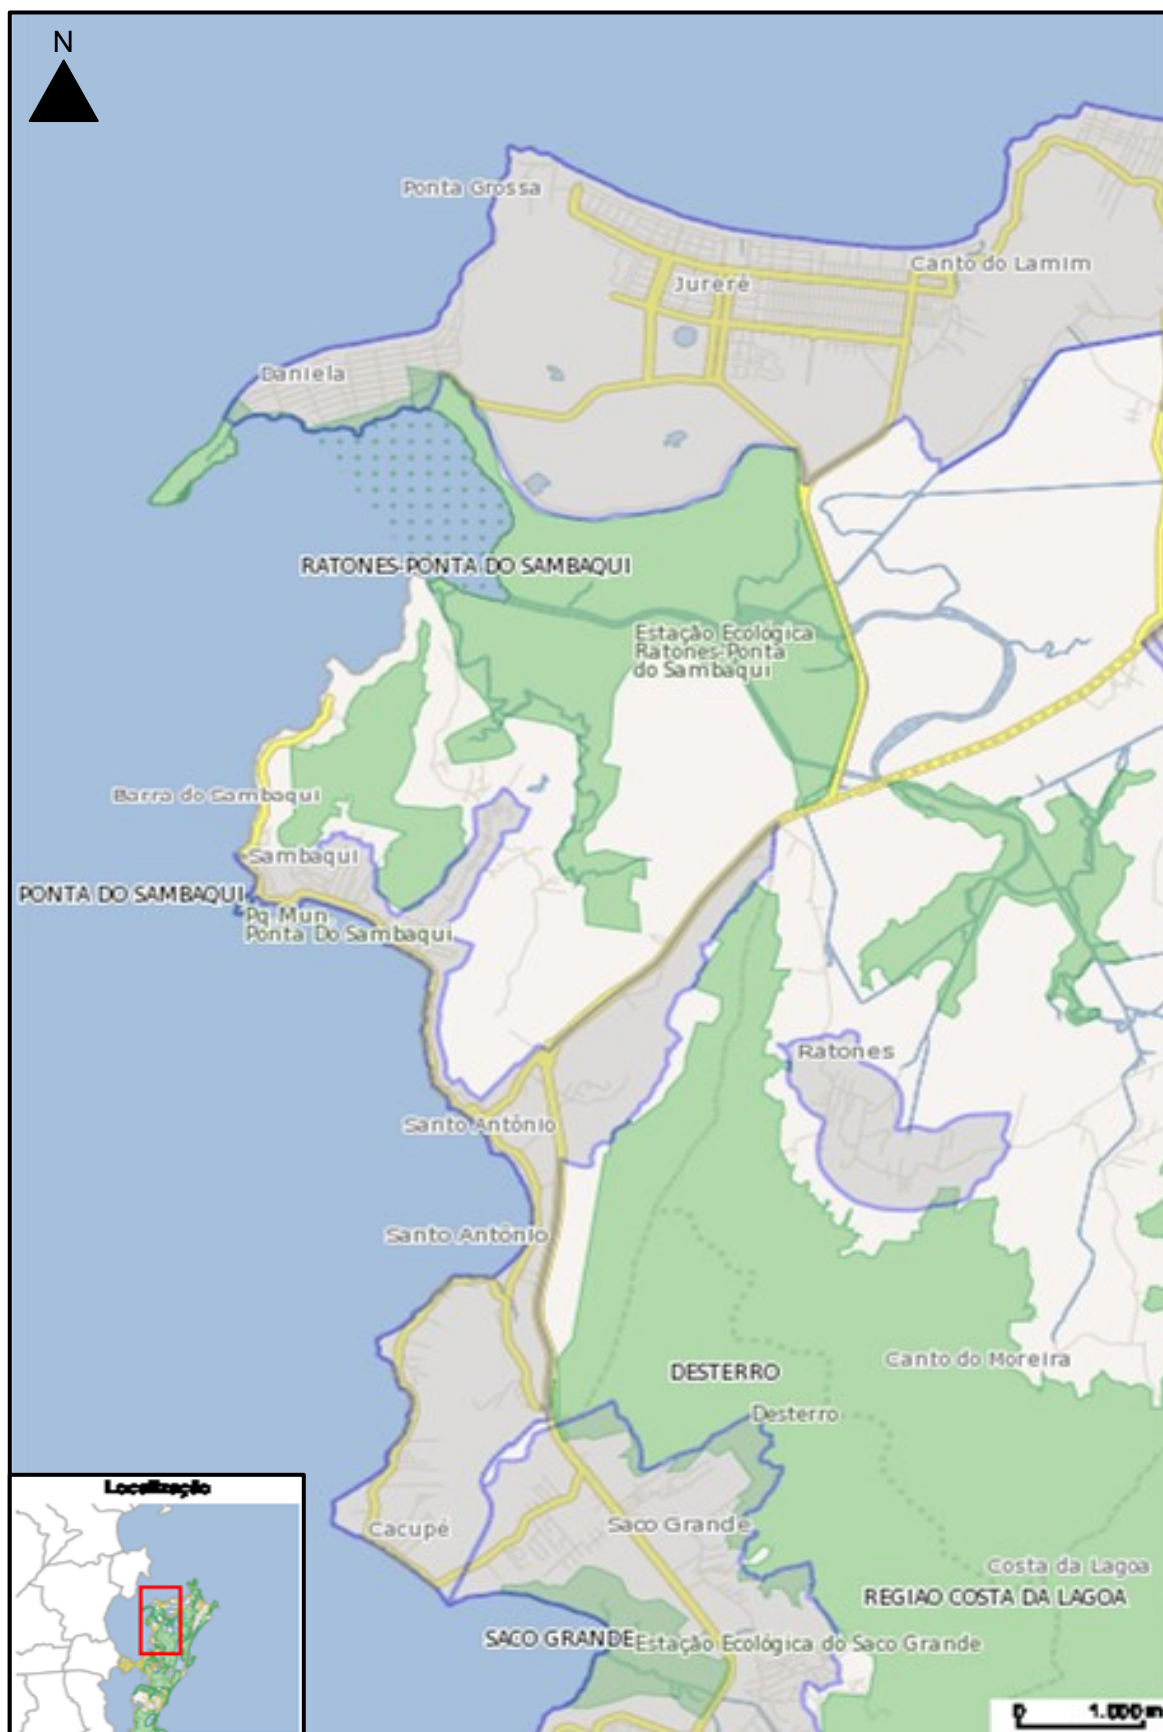 N
Ponta Grossa
Canto do Lamim
Jurerê
Daniela
RATONES-PONTA DO SAMBAQUI
Estação Ecológica
Ratones-Ponta
do Sambaqui
Barra do Sambaqui
Sambaqui
PONTA DO SAMBAQUI
Pq Mun.
Ponta Do Sambaqui
Ratones
Santo Antônio
Santo Antônio
Canto do Moreira
DESTERRO
Desterro
Localização
Cacupé
Saco Grande
Costa da Lagoa
REGIAO COSTA DA LAGOA
SACO GRANDE
Estação Ecológica do Saco Grande
0 1.000 m